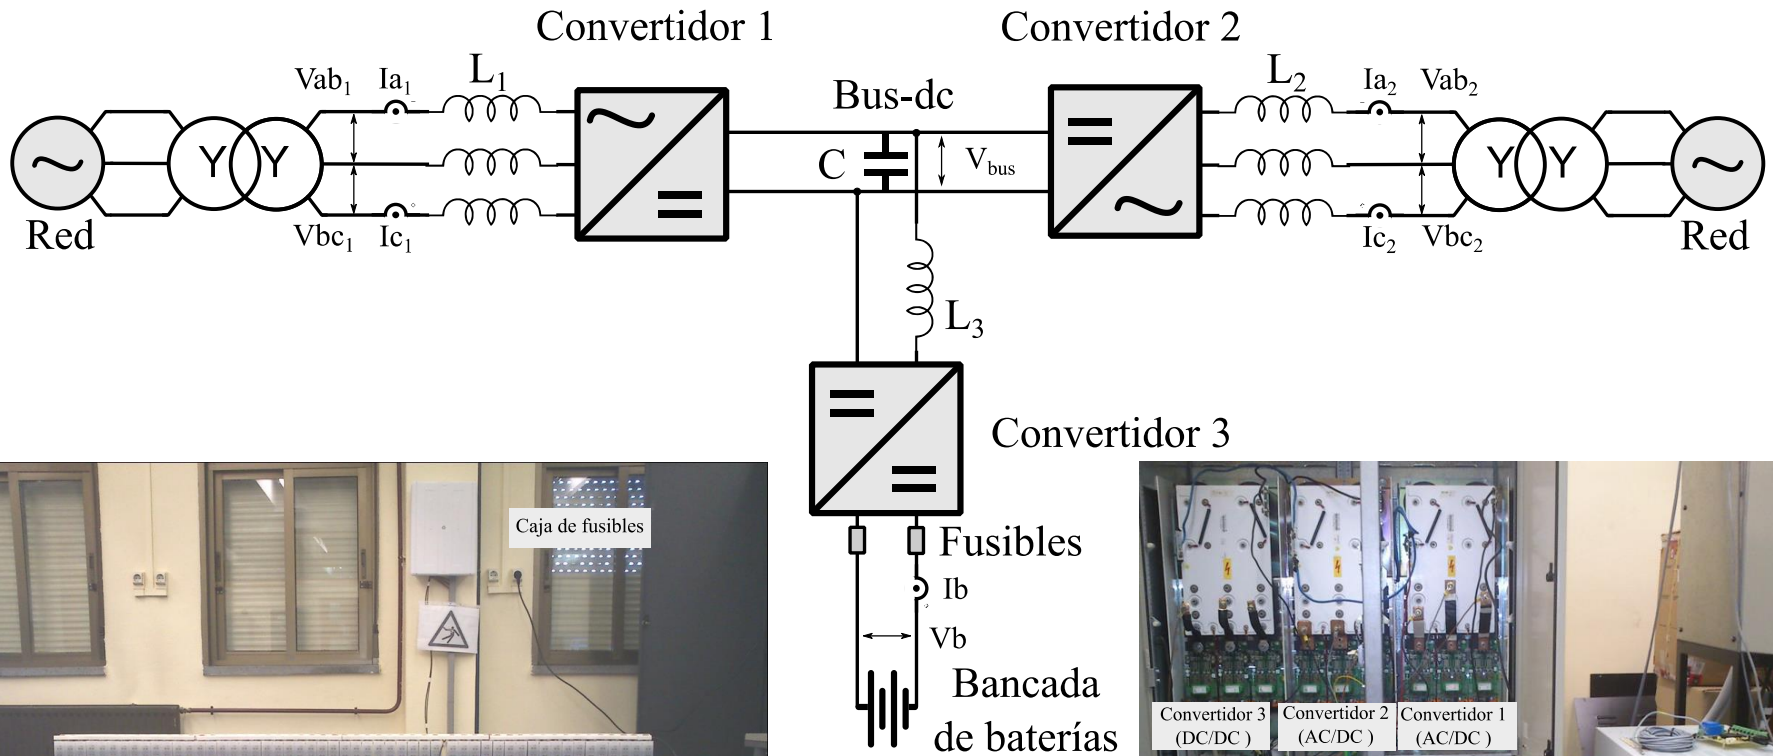 Convertidor 1
Convertidor 2
Vab1
Ia1
L1
Bus-dc
L2
Ia2
Vab2
Y Y
C
Vbus
Y Y
Red
Vbc1
Ic1
Ic2
Vbc2
Red
L3
Convertidor 3
Caja de fusibles
Fusibles
Ib
Vb
Bancada
de baterías
Convertidor 3
(DC/DC )
Convertidor 2
(AC/DC )
Convertidor 1
(AC/DC )